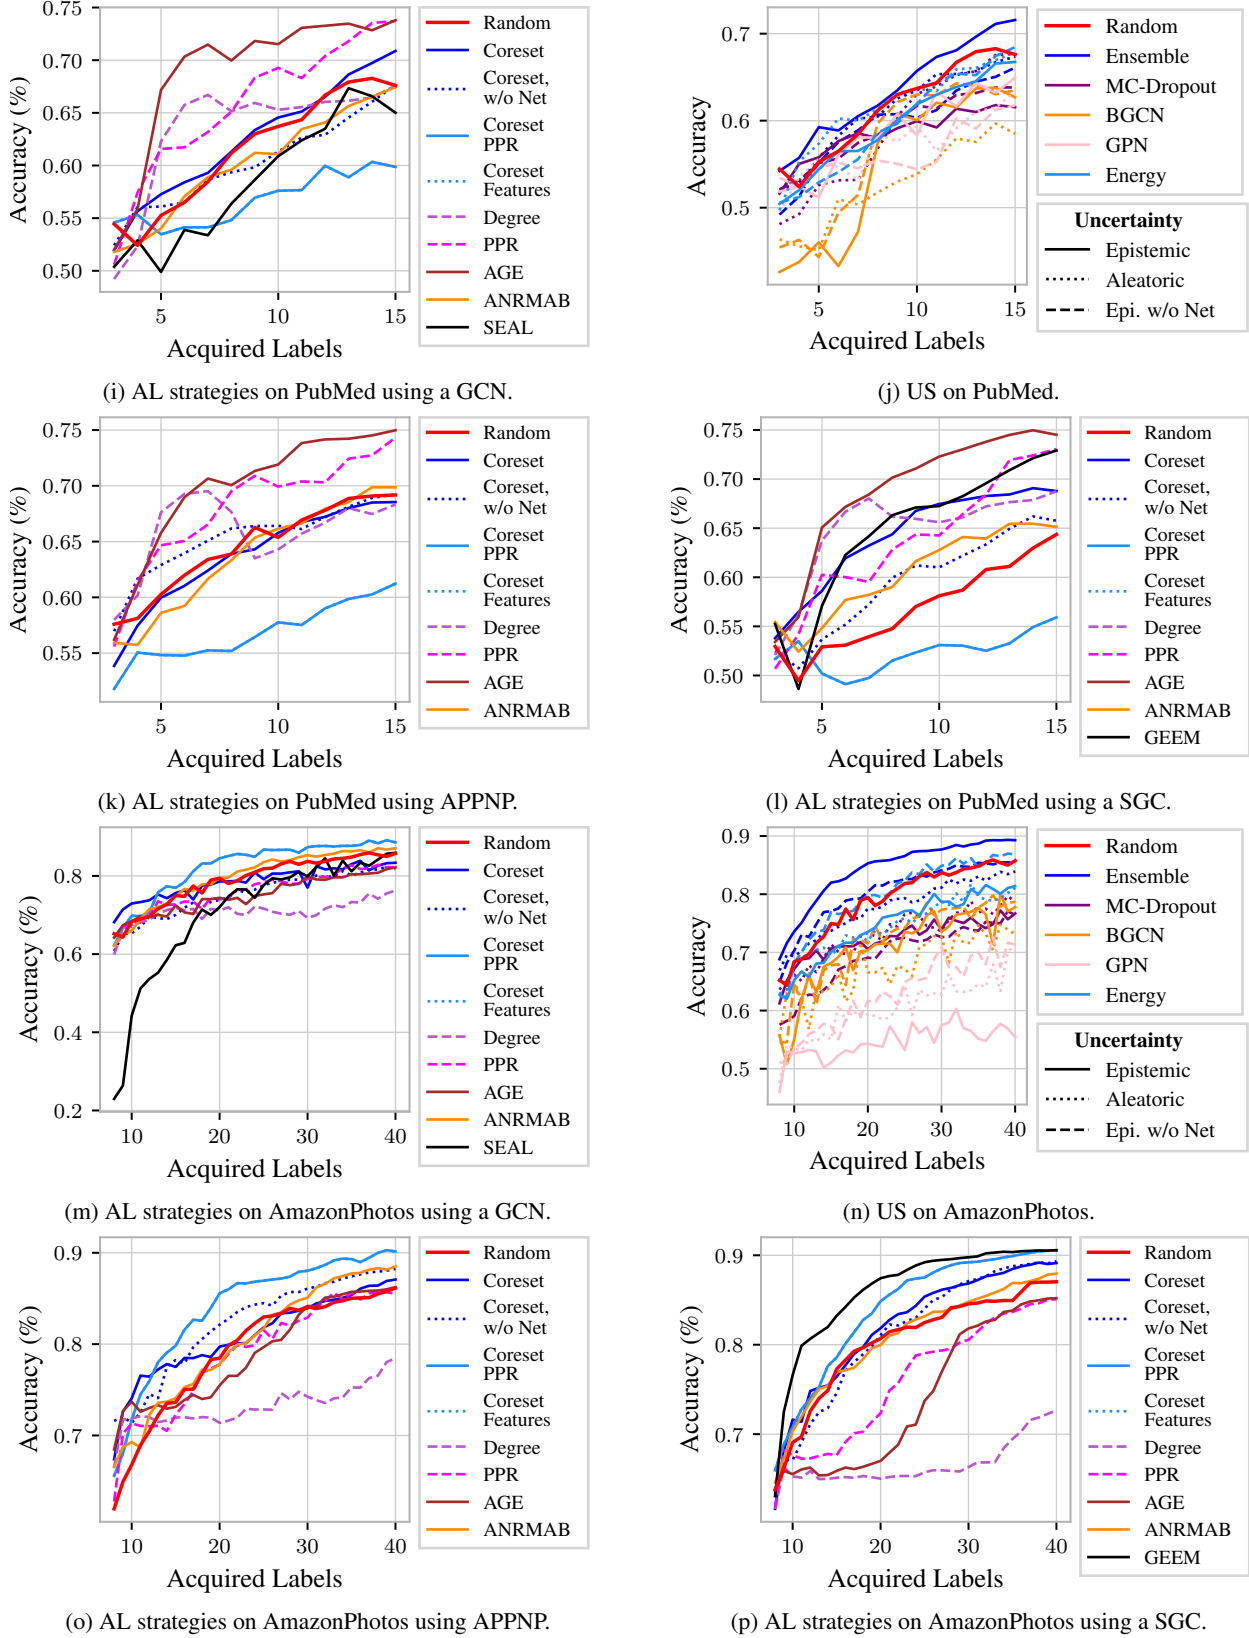 0.75
0.70
0.65
0.60
0.55
0.50
Accuracy (%)
5
10
15
Acquired Labels
Random
Coreset
Coreset,
w/o Net
Coreset
PPR
Coreset
Features
Degree
PPR
AGE
ANRMAB
SEAL
(i) AL strategies on PubMed using a GCN.
0.7
0.6
0.5
Accuracy
5
10
15
Acquired Labels
Random
Ensemble
MC-Dropout
BGCN
GPN
Energy
Uncertainty
Epistemic
Aleatoric
Epi. w/o Net
(j) US on PubMed.
0.75
0.70
0.65
0.60
0.55
Accuracy (%)
5
10
15
Acquired Labels
Random
Coreset
Coreset,
w/o Net
Coreset
PPR
Coreset
Features
Degree
PPR
AGE
ANRMAB
(k) AL strategies on PubMed using APPNP.
0.75
0.70
0.65
0.60
0.55
0.50
Accuracy (%)
5
10
15
Acquired Labels
Random
Coreset
Coreset,
w/o Net
Coreset
PPR
Coreset
Features
Degree
PPR
AGE
ANRMAB
GEEM
(l) AL strategies on PubMed using a SGC.
0.8
0.6
0.4
0.2
Accuracy (%)
10
20
30
40
Acquired Labels
Random
Coreset
Coreset,
w/o Net
Coreset
PPR
Coreset
Features
Degree
PPR
AGE
ANRMAB
SEAL
(m) AL strategies on AmazonPhotos using a GCN.
0.9
0.8
0.7
0.6
0.5
Accuracy
10
20
30
40
Acquired Labels
Random
Ensemble
MC-Dropout
BGCN
GPN
Energy
Uncertainty
Epistemic
Aleatoric
Epi. w/o Net
(n) US on AmazonPhotos.
0.9
0.8
0.7
Accuracy (%)
10
20
30
40
Acquired Labels
Random
Coreset
Coreset,
w/o Net
Coreset
PPR
Coreset
Features
Degree
PPR
AGE
ANRMAB
(o) AL strategies on AmazonPhotos using APPNP.
0.9
0.8
0.7
Accuracy (%)
10
20
30
40
Acquired Labels
Random
Coreset
Coreset,
w/o Net
Coreset
PPR
Coreset
Features
Degree
PPR
AGE
ANRMAB
GEEM
(p) AL strategies on AmazonPhotos using a SGC.